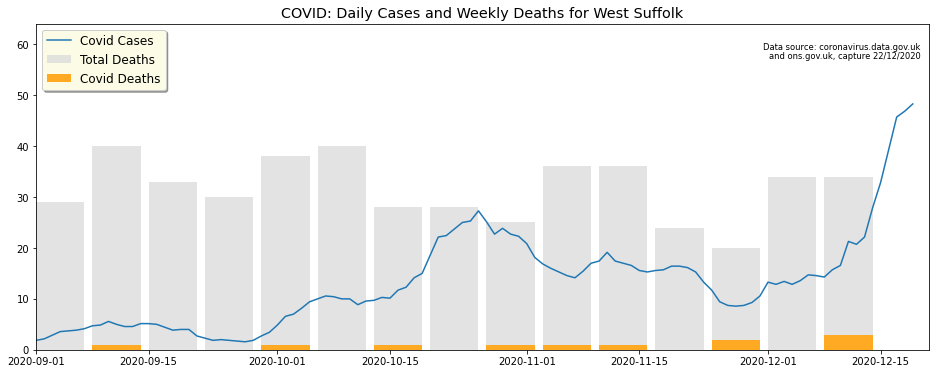 COVID: Daily Cases and Weekly Deaths for West Suffolk
Covid Cases
Total Deaths
Covid Deaths
Data source: coronavirus.data.gov.uk
and ons.gov.uk, capture 22/12/2020
60
50
40
30
20
10
0
2020-09-01 2020-09-15 2020-10-01 2020-10-15 2020-11-01 2020-11-15 2020-12-01 2020-12-15